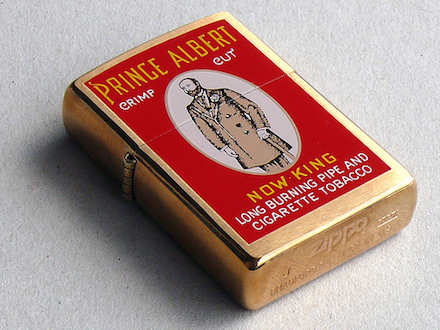 PRINCE ALBERT
CRIMP CUT
NOW KING
LONG BURNING PIPE AND
CIGARETTE TOBACCO
Zippo